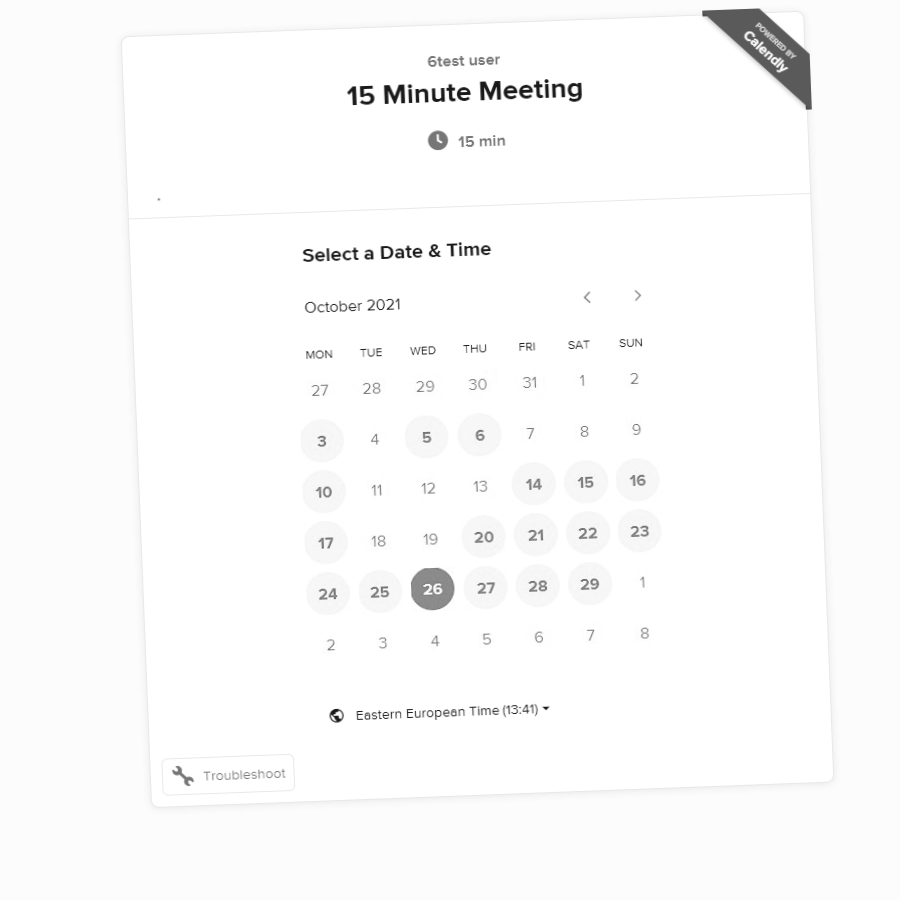 POWERED BY
Calendly
6test user
15 Minute Meeting
15 min
.
Select a Date & Time
October 2021
MON TUE WED THU FRI SAT SUN
27 28 29 30 31 1 2
3 4 5 6 7 8 9
10 11 12 13 14 15 16
17 18 19 20 21 22 23
24 25 26 27 28 29 1
2 3 4 5 6 7 8
Eastern European Time (13:41)
Troubleshoot